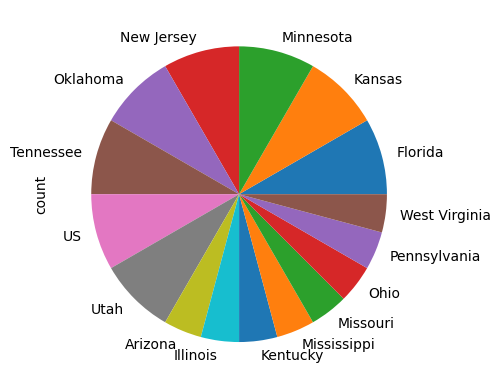 New Jersey
Minnesota
Oklahoma
Kansas
Tennessee
Florida
count
West Virginia
US
Pennsylvania
Utah
Ohio
Arizona
Missouri
Illinois
Mississippi
Kentucky